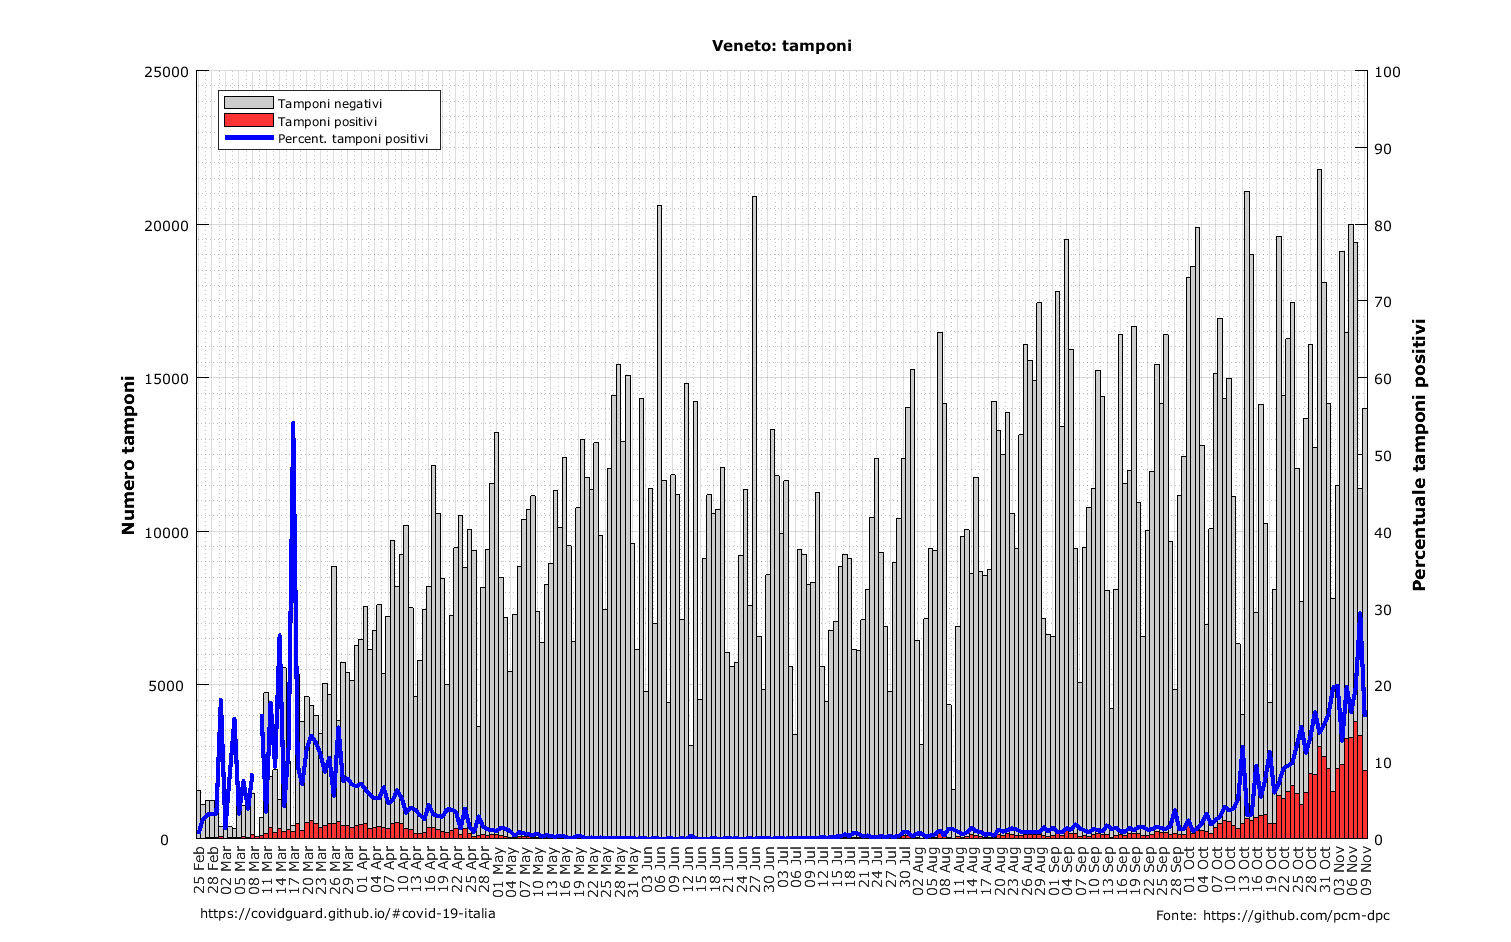 Veneto: tamponi
Tamponi negativi
Tamponi positivi
Percent. tamponi positivi
Numero tamponi
25000
20000
15000
10000
5000
0
Percentuale tamponi positivi
100
90
80
70
60
50
40
30
20
10
0
25 Feb
28 Feb
02 Mar
05 Mar
08 Mar
11 Mar
14 Mar
17 Mar
20 Mar
23 Mar
26 Mar
29 Mar
01 Apr
04 Apr
07 Apr
10 Apr
13 Apr
16 Apr
19 Apr
22 Apr
25 Apr
28 Apr
01 May
04 May
07 May
10 May
13 May
16 May
19 May
22 May
25 May
28 May
31 May
03 Jun
06 Jun
09 Jun
12 Jun
15 Jun
18 Jun
21 Jun
24 Jun
27 Jun
30 Jun
03 Jul
06 Jul
09 Jul
12 Jul
15 Jul
18 Jul
21 Jul
24 Jul
27 Jul
30 Jul
02 Aug
05 Aug
08 Aug
11 Aug
14 Aug
17 Aug
20 Aug
23 Aug
26 Aug
29 Aug
01 Sep
04 Sep
07 Sep
10 Sep
13 Sep
16 Sep
19 Sep
22 Sep
25 Sep
28 Sep
01 Oct
04 Oct
07 Oct
10 Oct
13 Oct
16 Oct
19 Oct
22 Oct
25 Oct
28 Oct
31 Oct
03 Nov
06 Nov
09 Nov
https://covidguard.github.io/#covid-19-italia
Fonte: https://github.com/pcm-dpc